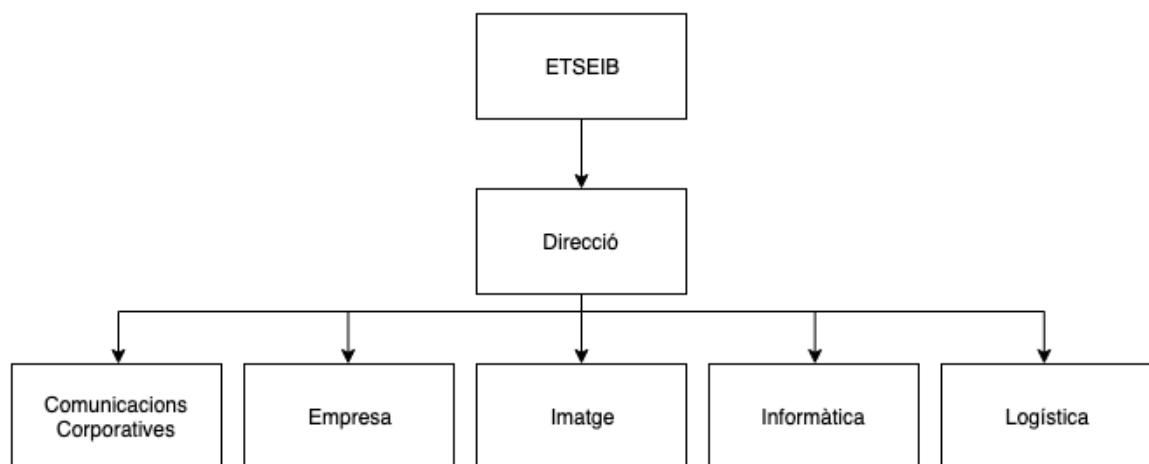 ETSEIB
Direcció
Comunicacions
Corporatives
Empresa
Imatge
Informàtica
Logística